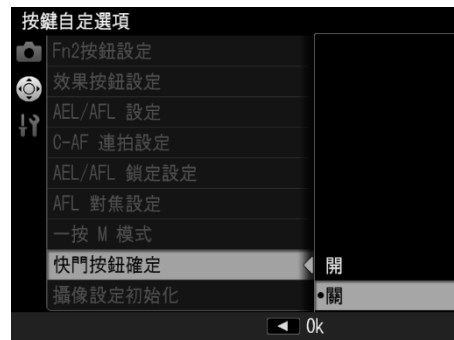 按鍵自定選項
Fn2按鈕設定
效果按鈕設定
AEL/AFL 設定
C-AF 連拍設定
AEL/AFL 鎖定設定
AFL 對焦設定
一按 M 模式
快門按鈕確定
開
攝像設定初始化
•關
Ok